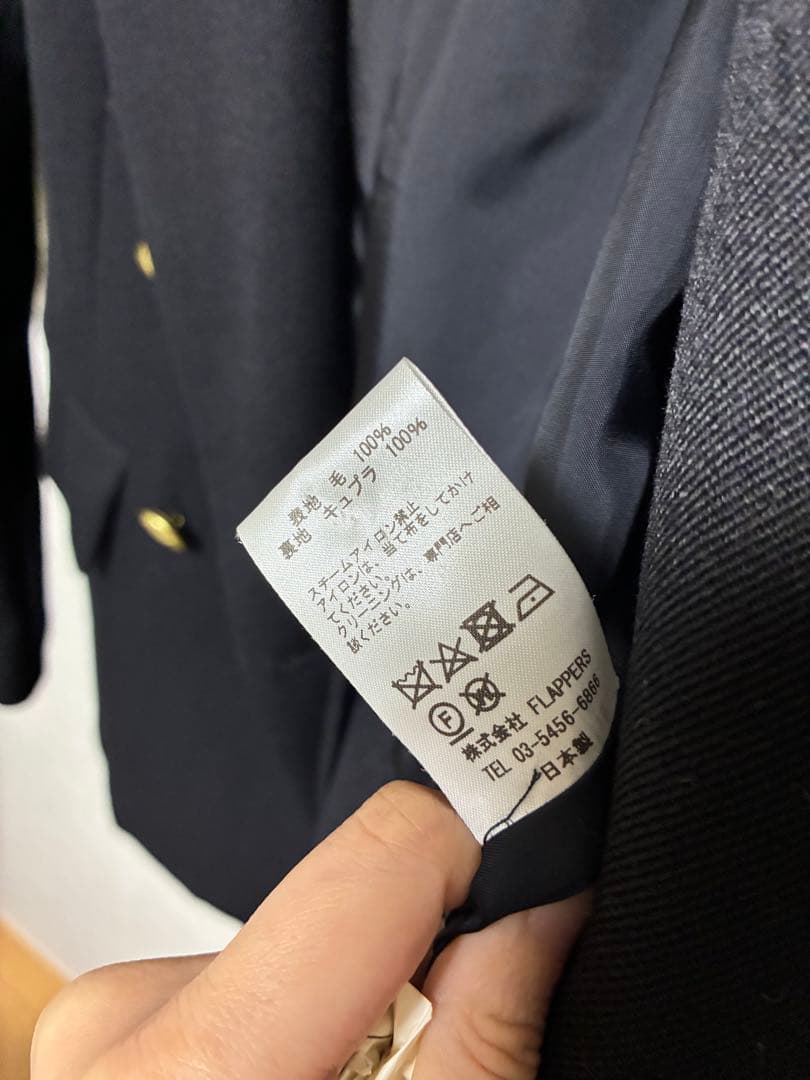 表地 毛 100%
裏地 キュプラ 100%
スチームアイロン禁止
アイロンは、当て布をしてかけ
てください。
クリーニングは、専門店へご相
談ください。
F W
株式会社 FLAPPERS
TEL 03-5456-6866
日本製